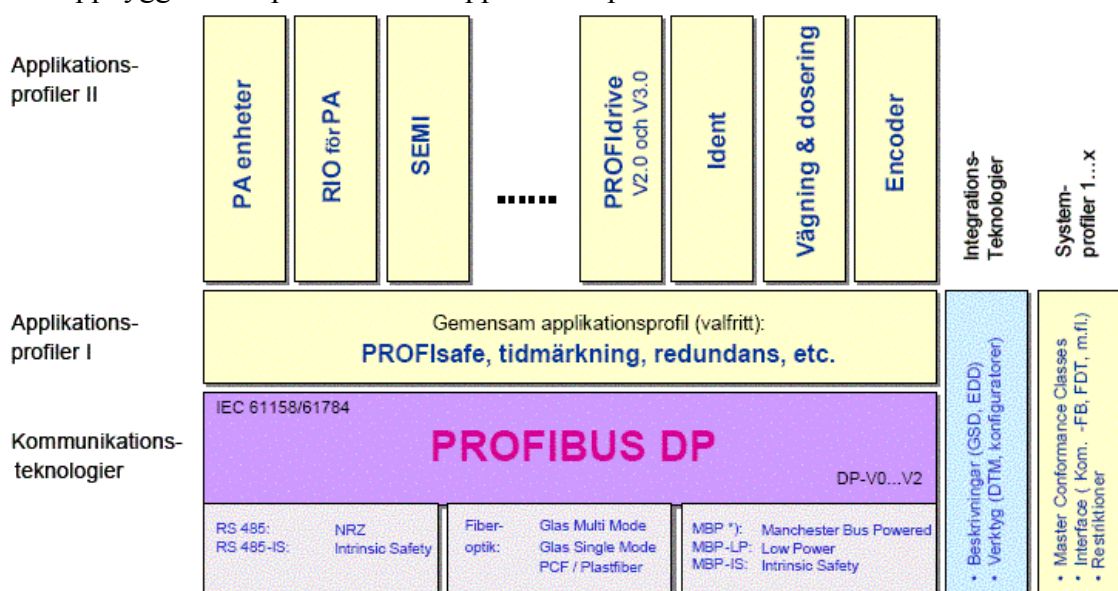 Applikations-
profiler II
PA enheter
RIO för PA
SEMI
......
PROFIdrive
V2.0 och V3.0
Ident
Vägning & dosering
Encoder
Integrations-
Teknologier
System-
profiler 1...x
Applikations-
profiler I
Gemensam applikationsprofil (valfritt):
PROFIsafe, tidmärkning, redundans, etc.
Kommunikations-
teknologier
IEC 61158/61784
PROFIBUS DP
DP-V0...V2
RS 485: NRZ
RS 485-IS: Intrinsic Safety
Fiber- Glas Multi Mode
optik: Glas Single Mode
PCF / Plastfiber
MBP *): Manchester Bus Powered
MBP-LP: Low Power
MBP-IS: Intrinsic Safety
• Beskrivningar (GSD, EDD)
• Verktyg (DTM, konfiguratorer)
• Master Conformance Classes
• Interface ( Kom. -FB, FDT, m.fl.)
• Restriktioner